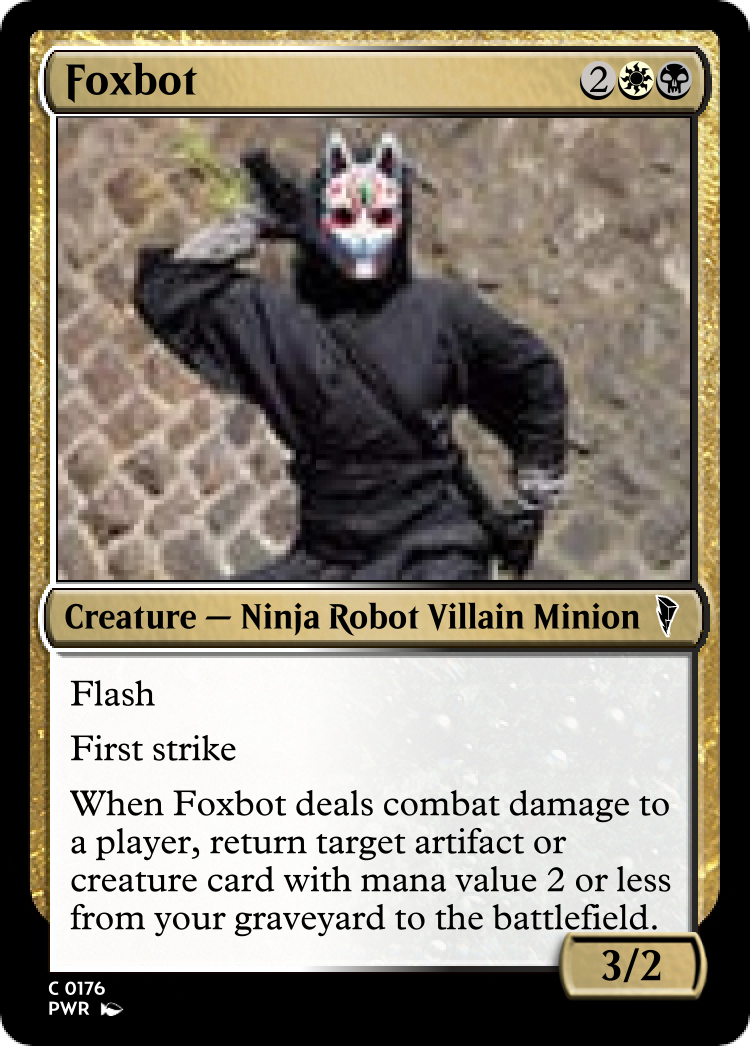 Foxbot 2
Creature — Ninja Robot Villain Minion
Flash
First strike
When Foxbot deals combat damage to
a player, return target artifact or
creature card with mana value 2 or less
from your graveyard to the battlefield.
3/2
C 0176
PWR